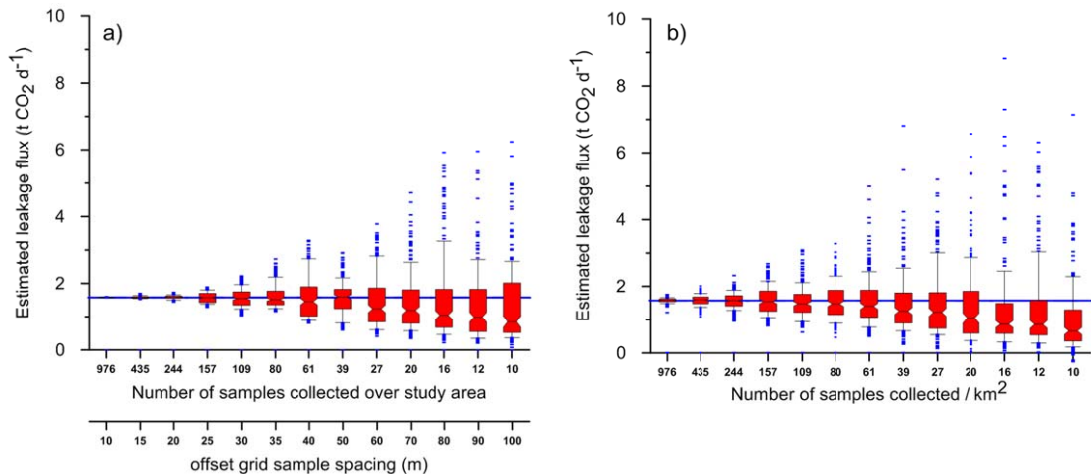 a)
10
8
6
4
2
0
Estimated leakage flux (t CO2 d-1)
976 435 244 157 109 80 61 39 27 20 16 12 10
Number of samples collected over study area
10 15 20 25 30 35 40 50 60 70 80 90 100
offset grid sample spacing (m)
b)
10
8
6
4
2
0
Estimated leakage flux (t CO2 d-1)
976 435 244 157 109 80 61 39 27 20 16 12 10
Number of samples collected / km2